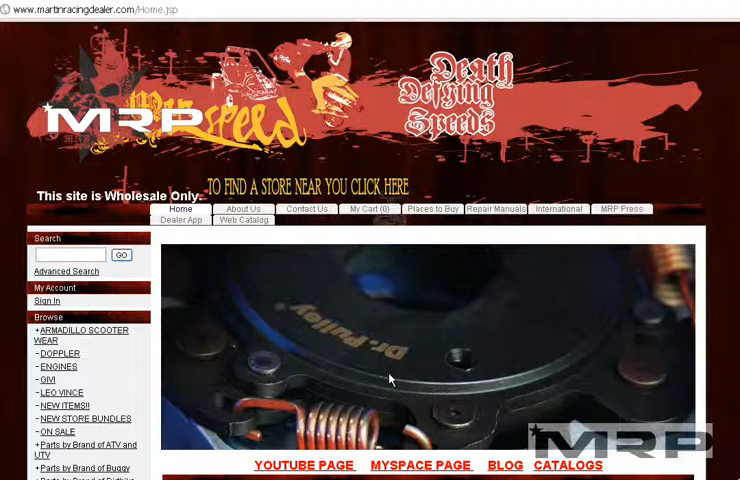 www.martinracingdealer.com/Home.jsp
MRP
speed
Death
Defying
Speeds
This site is Wholesale Only.
TO FIND A STORE NEAR YOU CLICK HERE
Home About Us Contact Us My Cart (0) Places to Buy Repair Manuals International MRP Press
Dealer App Web Catalog
Search
GO
Advanced Search
My Account
Sign In
Browse
+ARMADILLO SCOOTER
WEAR
-DOPPLER
-ENGINES
-GIVI
-LEO VINCE
-NEW ITEMS!!
-NEW STORE BUNDLES
-ON SALE
+Parts by Brand of ATV and
UTV
+Parts by Brand of Buggy
Dr. Pulley
MRP
YOUTUBE PAGE MYSPACE PAGE BLOG CATALOGS